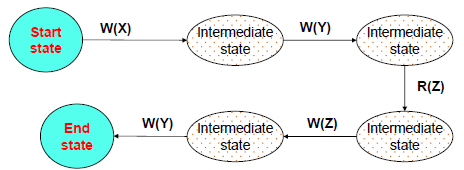 Start
state
W(X)
Intermediate
state
W(Y)
Intermediate
state
R(Z)
Intermediate
state
W(Z)
Intermediate
state
W(Y)
End
state